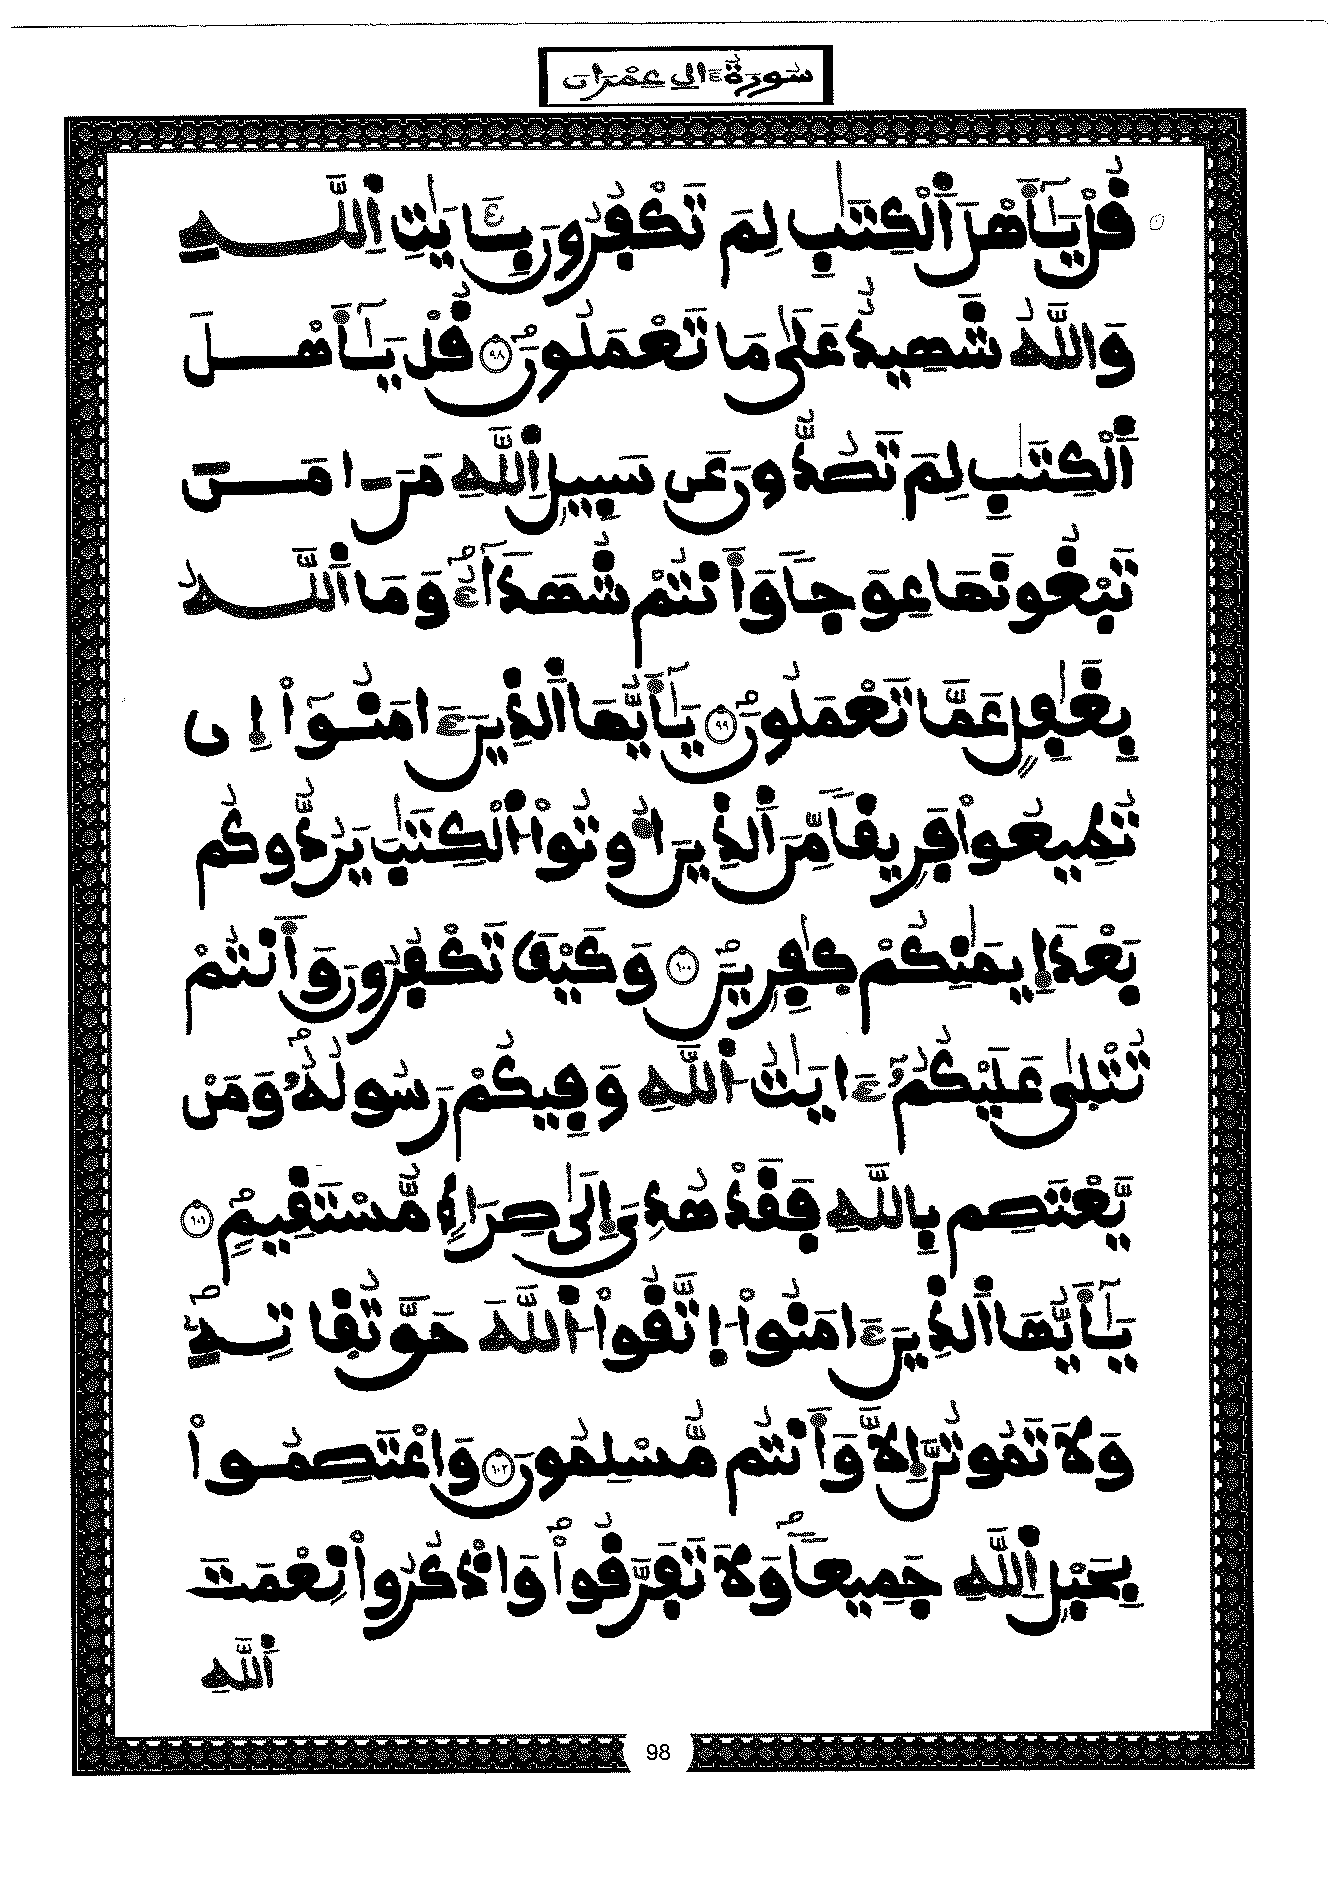 سُورَةُ ءَالِ عِمْرَانَ
قُلْ يَٰٓأَهْلَ ٱلْكِتَٰبِ لِمَ تَكْفُرُونَ بِـَٔايَٰتِ ٱللَّهِ
وَٱللَّهُ شَهِيدٌ عَلَىٰ مَا تَعْمَلُونَ ٩٨ قُلْ يَٰٓأَهْلَ
ٱلْكِتَٰبِ لِمَ تَصُدُّونَ عَن سَبِيلِ ٱللَّهِ مَنْ ءَامَنَ
تَبْغُونَهَا عِوَجًا وَأَنتُمْ شُهَدَآءُ وَمَا ٱللَّهُ
بِغَٰفِلٍ عَمَّا تَعْمَلُونَ ٩٩ يَٰٓأَيُّهَا ٱلَّذِينَ ءَامَنُوٓاْ إِن
تُطِيعُواْ فَرِيقًا مِّنَ ٱلَّذِينَ أُوتُواْ ٱلْكِتَٰبَ يَرُدُّوكُم
بَعْدَ إِيمَٰنِكُمْ كَٰفِرِينَ ١٠٠ وَكَيْفَ تَكْفُرُونَ وَأَنتُمْ
تُتْلَىٰ عَلَيْكُمْ ءَايَٰتُ ٱللَّهِ وَفِيكُمْ رَسُولُهُۥ وَمَنْ
يَّعْتَصِم بِٱللَّهِ فَقَدْ هُدِيَ إِلَىٰ صِرَٰطٍ مُّسْتَقِيمٍ ١٠١
يَٰٓأَيُّهَا ٱلَّذِينَ ءَامَنُواْ ٱتَّقُواْ ٱللَّهَ حَقَّ تُقَاتِهِۦ
وَلَا تَمُوتُنَّ إِلَّا وَأَنتُم مُّسْلِمُونَ ١٠٢ وَٱعْتَصِمُواْ
بِحَبْلِ ٱللَّهِ جَمِيعًا وَلَا تَفَرَّقُواْ وَٱذْكُرُواْ نِعْمَتَ
ٱللَّهِ
98